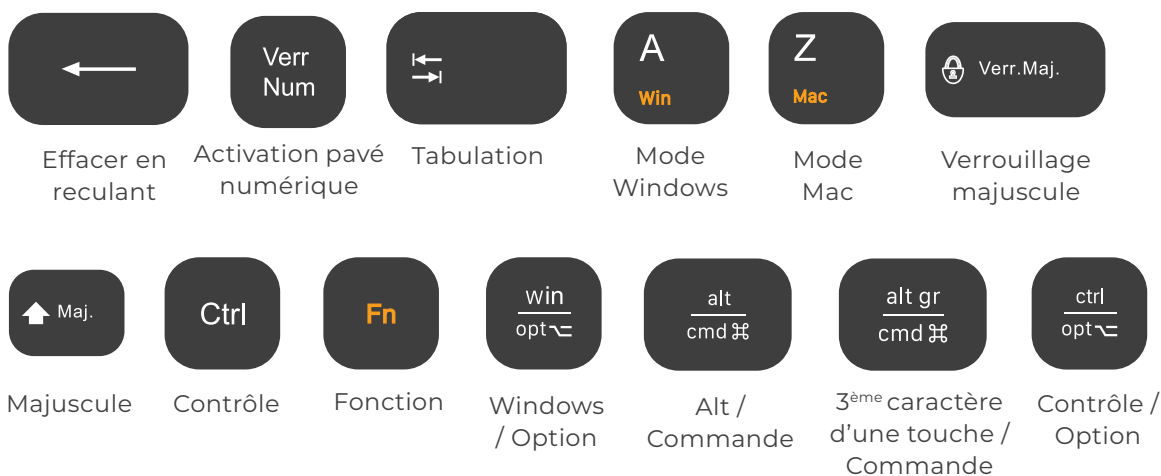 Verr
Num
A
Win
Z
Mac
Verr.Maj.
Effacer en
reculant
Activation pavé
numérique
Tabulation
Mode
Windows
Mode
Mac
Verrouillage
majuscule
Maj.
Ctrl
Fn
win
opt⌥
alt
cmd⌘
alt gr
cmd⌘
ctrl
opt⌥
Majuscule
Contrôle
Fonction
Windows
/ Option
Alt /
Commande
3ème caractère
d'une touche /
Commande
Contrôle /
Option